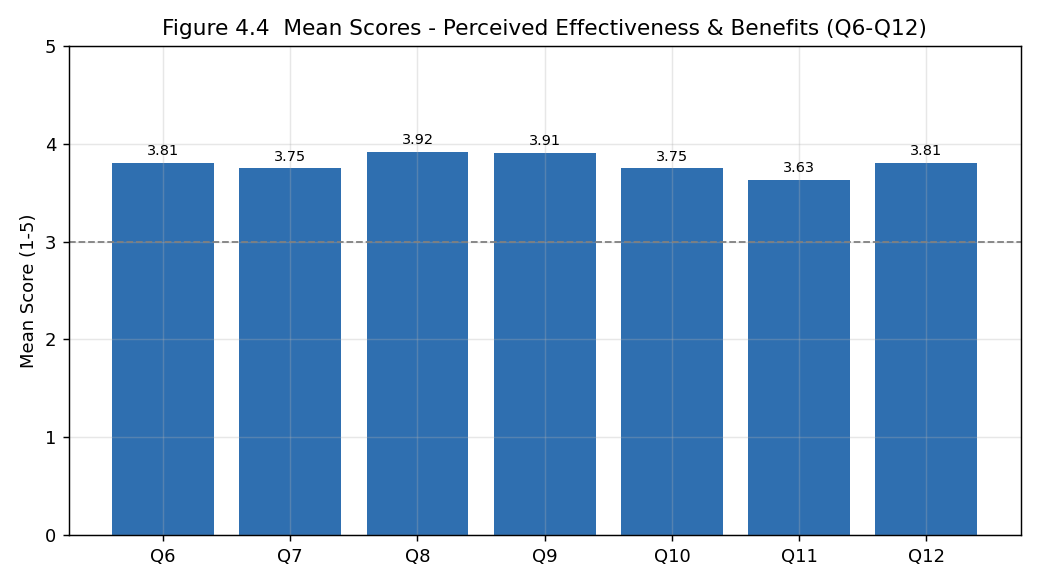 Figure 4.4  Mean Scores - Perceived Effectiveness & Benefits (Q6-Q12)
Mean Score (1-5)
5
4
3
2
1
0
3.81
3.75
3.92
3.91
3.75
3.63
3.81
Q6
Q7
Q8
Q9
Q10
Q11
Q12